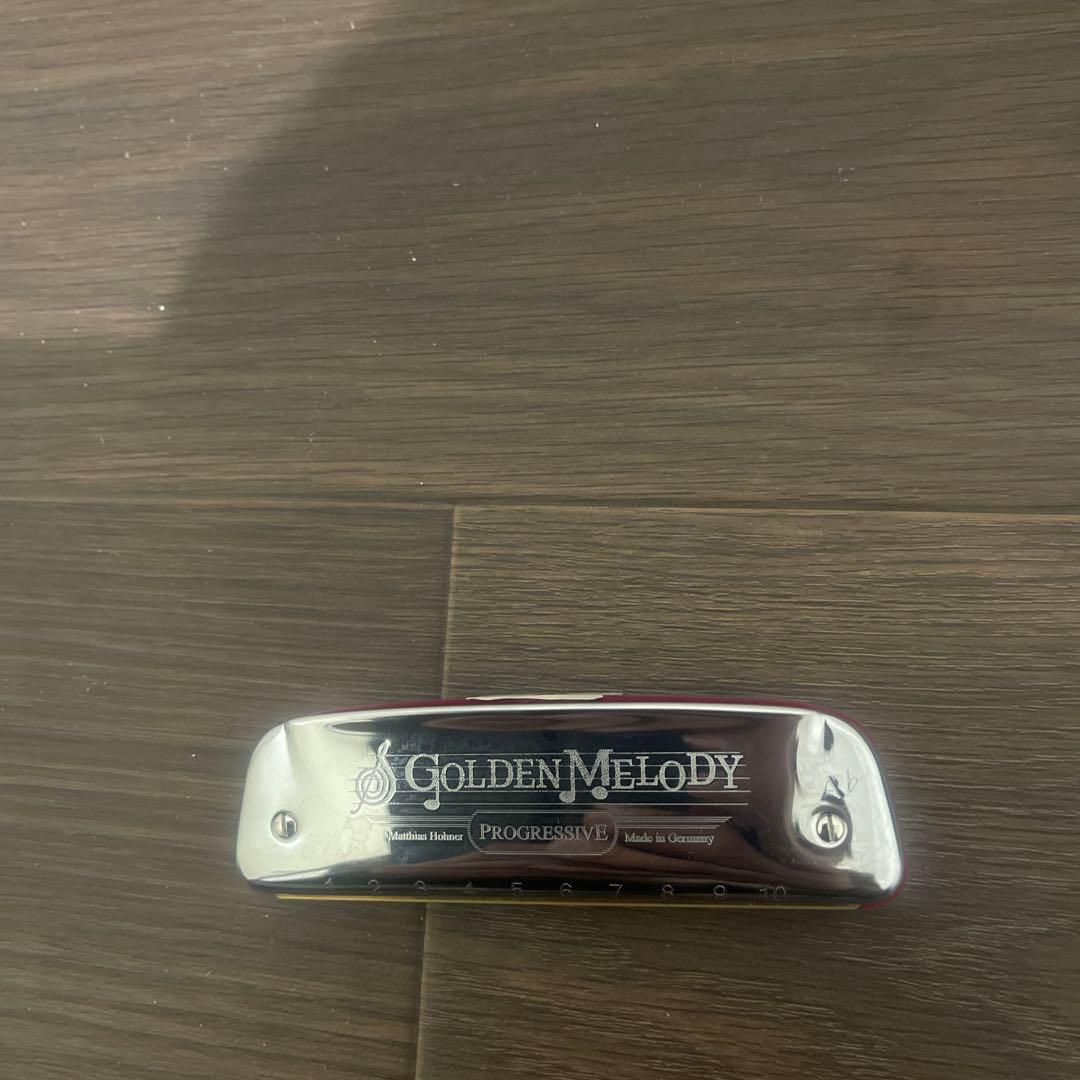 GOLDEN MELODY
Matthias Hohner PROGRESSIVE Made in Germany
1 2 3 4 5 6 7 8 9 10